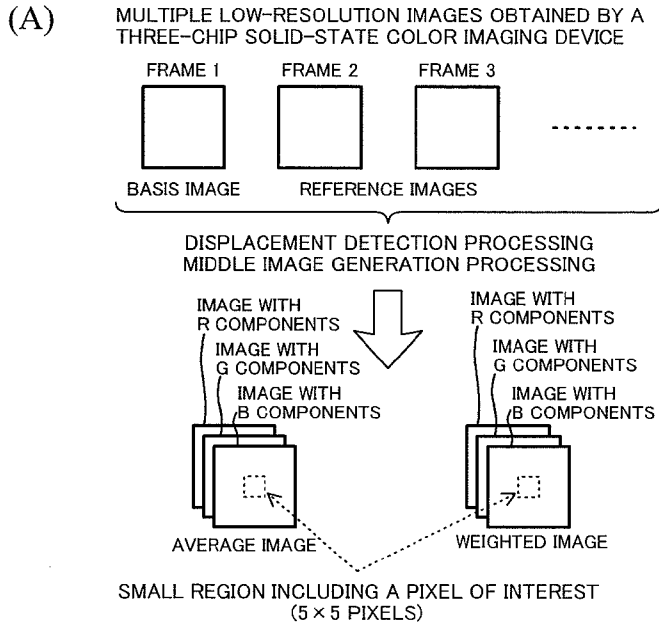 (A)
MULTIPLE LOW-RESOLUTION IMAGES OBTAINED BY A
THREE-CHIP SOLID-STATE COLOR IMAGING DEVICE
FRAME 1 FRAME 2 FRAME 3
BASIS IMAGE REFERENCE IMAGES
DISPLACEMENT DETECTION PROCESSING
MIDDLE IMAGE GENERATION PROCESSING
IMAGE WITH
R COMPONENTS
IMAGE WITH
G COMPONENTS
IMAGE WITH
B COMPONENTS
IMAGE WITH
R COMPONENTS
IMAGE WITH
G COMPONENTS
IMAGE WITH
B COMPONENTS
AVERAGE IMAGE WEIGHTED IMAGE
SMALL REGION INCLUDING A PIXEL OF INTEREST
(5×5 PIXELS)